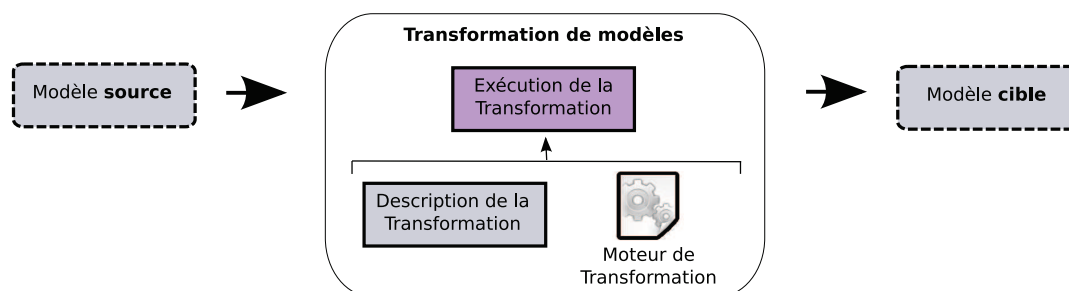 Transformation de modèles
Modèle source
Exécution de la
Transformation
Modèle cible
Description de la
Transformation
Moteur de
Transformation